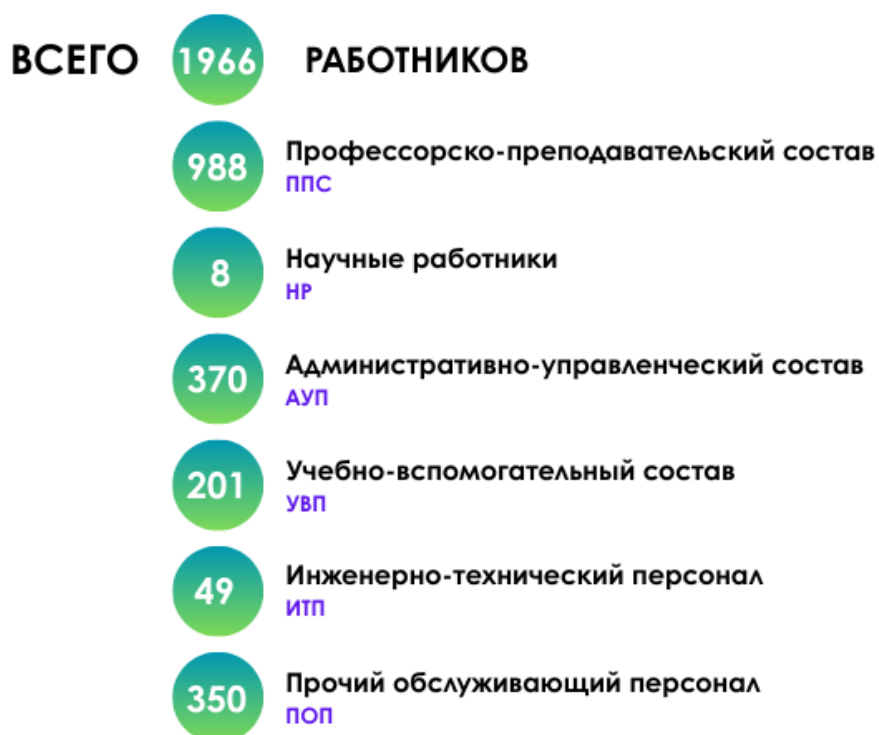 ВСЕГО 1966 РАБОТНИКОВ
988 Профессорско-преподавательский состав
ППС
8 Научные работники
НР
370 Административно-управленческий состав
АУП
201 Учебно-вспомогательный состав
УВП
49 Инженерно-технический персонал
ИТП
350 Прочий обслуживающий персонал
ПОП